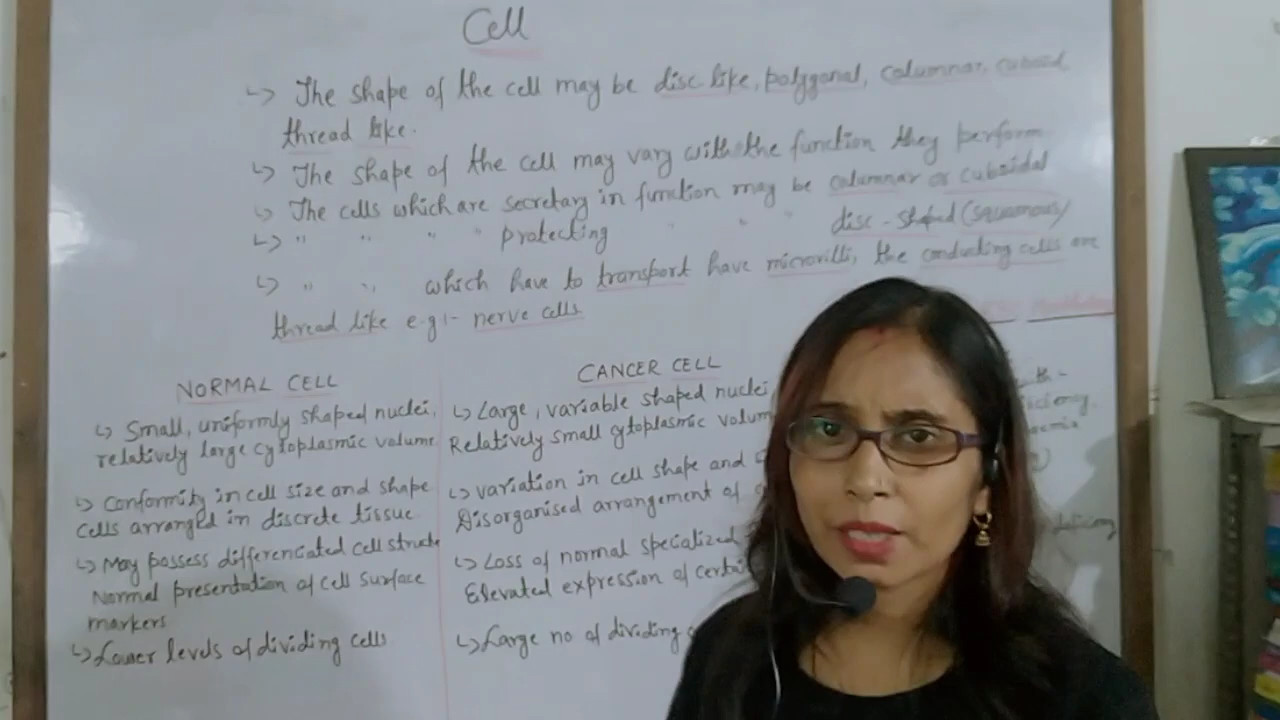 Cell
↳ The shape of the cell may be disc like, polygonal, columnar, cuboid,
thread like.
↳ The shape of the cell may vary with the function they perform
↳ The cells which are secretary in function may be columnar or cuboidal
↳ " " " " protecting " " " disc-shaped (squamous)
↳ " " which have to transport have microvilli, the conducting cells are
thread like e.g:- nerve cells.
NORMAL CELL
↳ Small, uniformly shaped nuclei,
relatively large cytoplasmic volume
↳ Conformity in cell size and shape
cells arranged in discrete tissue
↳ May possess differentiated cell
Normal presentation of cell surface
markers
↳ Lower levels of dividing cells
CANCER CELL
↳ Large, variable shaped nuclei
Relatively small cytoplasmic volum
↳ variation in cell shape and
Disorganised arrangement of
↳ Loss of normal specialized
Elevated expression of certai
↳ Large no of dividing